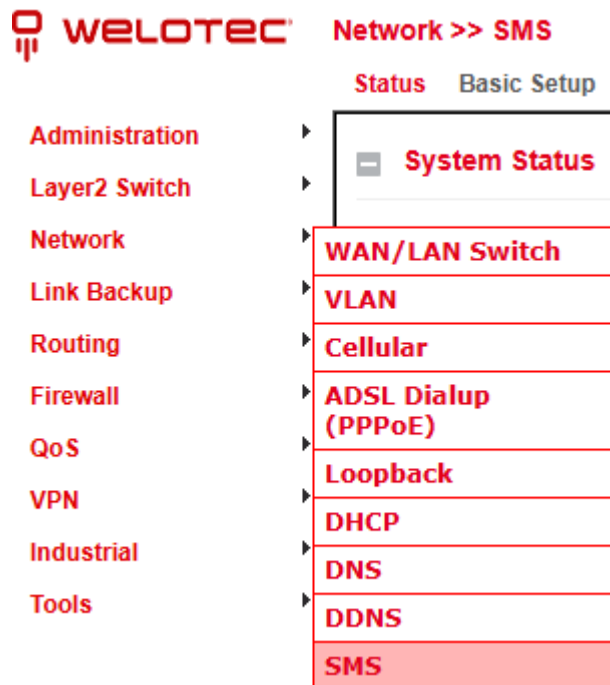 welotec
Network >> SMS
Status Basic Setup
System Status
Administration
Layer2 Switch
Network
Link Backup
Routing
Firewall
QoS
VPN
Industrial
Tools
WAN/LAN Switch
VLAN
Cellular
ADSL Dialup
(PPPoE)
Loopback
DHCP
DNS
DDNS
SMS